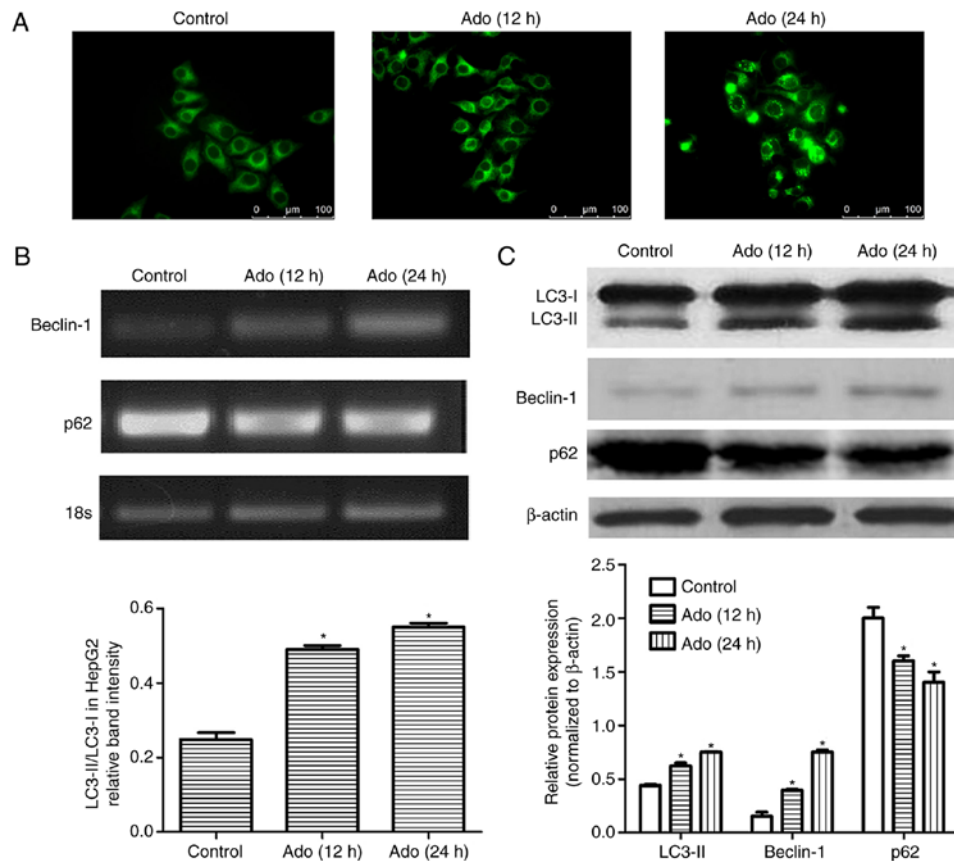 A
Control
Ado (12 h)
Ado (24 h)
0 µm 100
0 µm 100
0 µm 100
B
Control
Ado (12 h)
Ado (24 h)
Beclin-1
p62
18s
LC3-II/LC3-I in HepG2
relative band intensity
0.6
0.4
0.2
0.0
*
*
Control
Ado (12 h)
Ado (24 h)
C
Control
Ado (12 h)
Ado (24 h)
LC3-I
LC3-II
Beclin-1
p62
β-actin
Relative protein expression
(normalized to β-actin)
2.5
2.0
1.5
1.0
0.5
0.0
Control
Ado (12 h)
Ado (24 h)
*
*
*
*
*
*
LC3-II
Beclin-1
p62